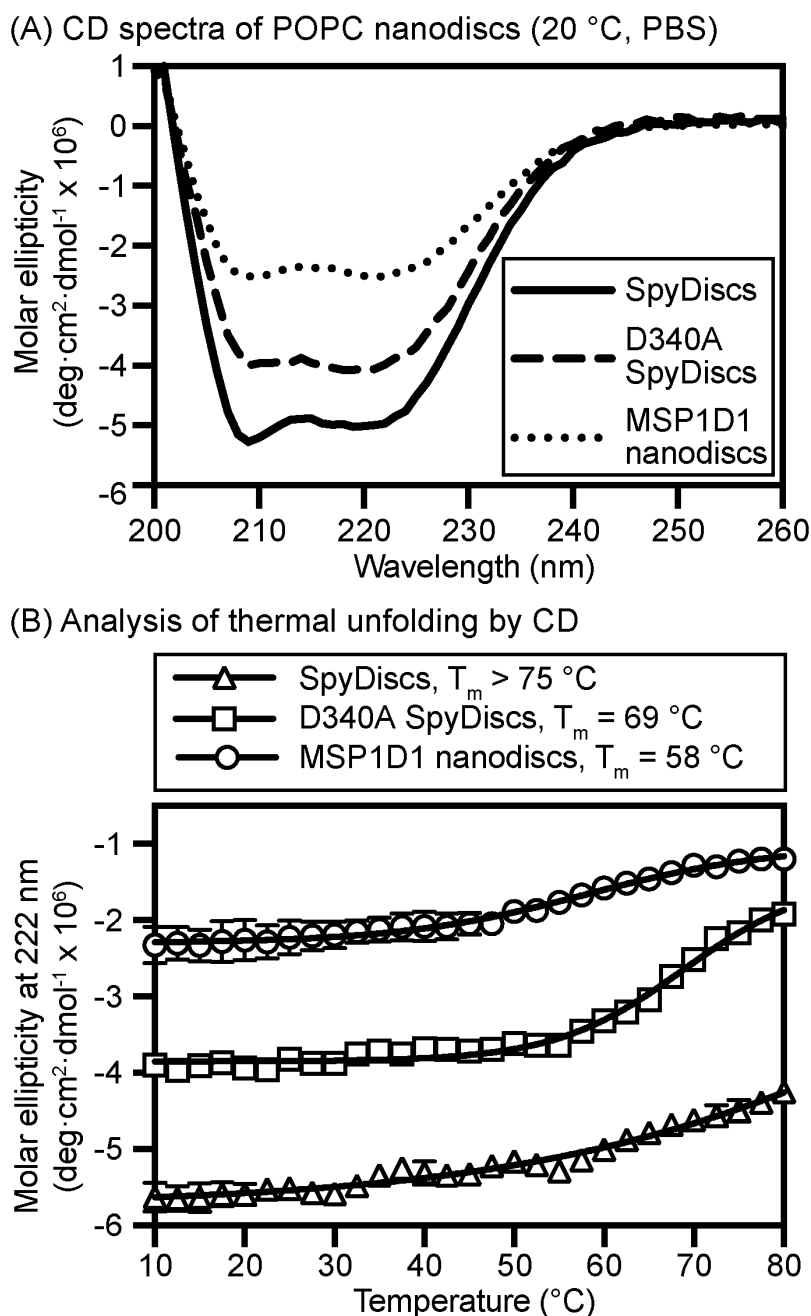 (A) CD spectra of POPC nanodiscs (20 °C, PBS)
Molar ellipticity
(deg·cm²·dmol⁻¹ x 10⁶)
1
0
-1
-2
-3
-4
-5
-6
SpyDiscs
D340A
SpyDiscs
MSP1D1
nanodiscs
200 210 220 230 240 250 260
Wavelength (nm)
(B) Analysis of thermal unfolding by CD
SpyDiscs, Tₘ > 75 °C
D340A SpyDiscs, Tₘ = 69 °C
MSP1D1 nanodiscs, Tₘ = 58 °C
Molar ellipticity at 222 nm
(deg·cm²·dmol⁻¹ x 10⁶)
-1
-2
-3
-4
-5
-6
10 20 30 40 50 60 70 80
Temperature (°C)